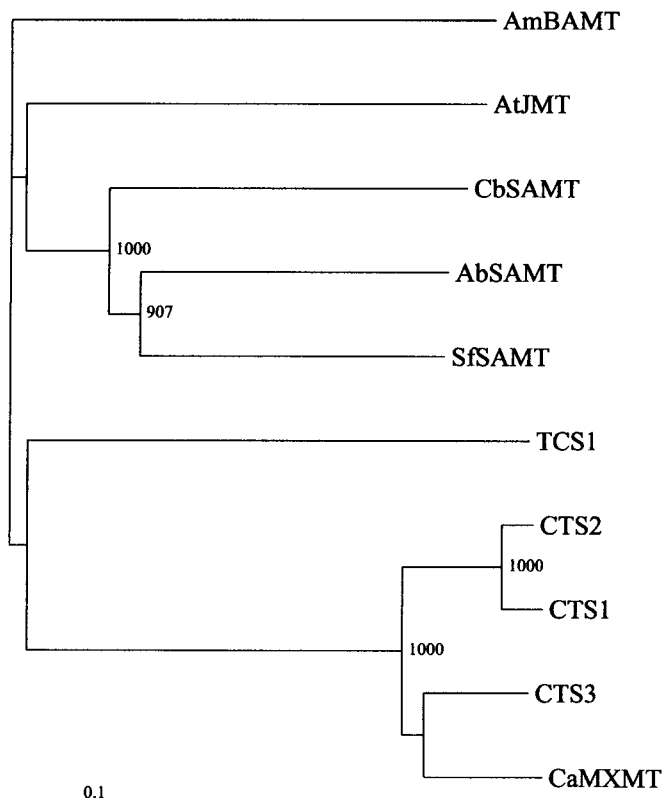 AmBAMT
AtJMT
CbSAMT
1000
AbSAMT
907
SfSAMT
TCS1
CTS2
1000
CTS1
1000
CTS3
CaMXMT
0.1